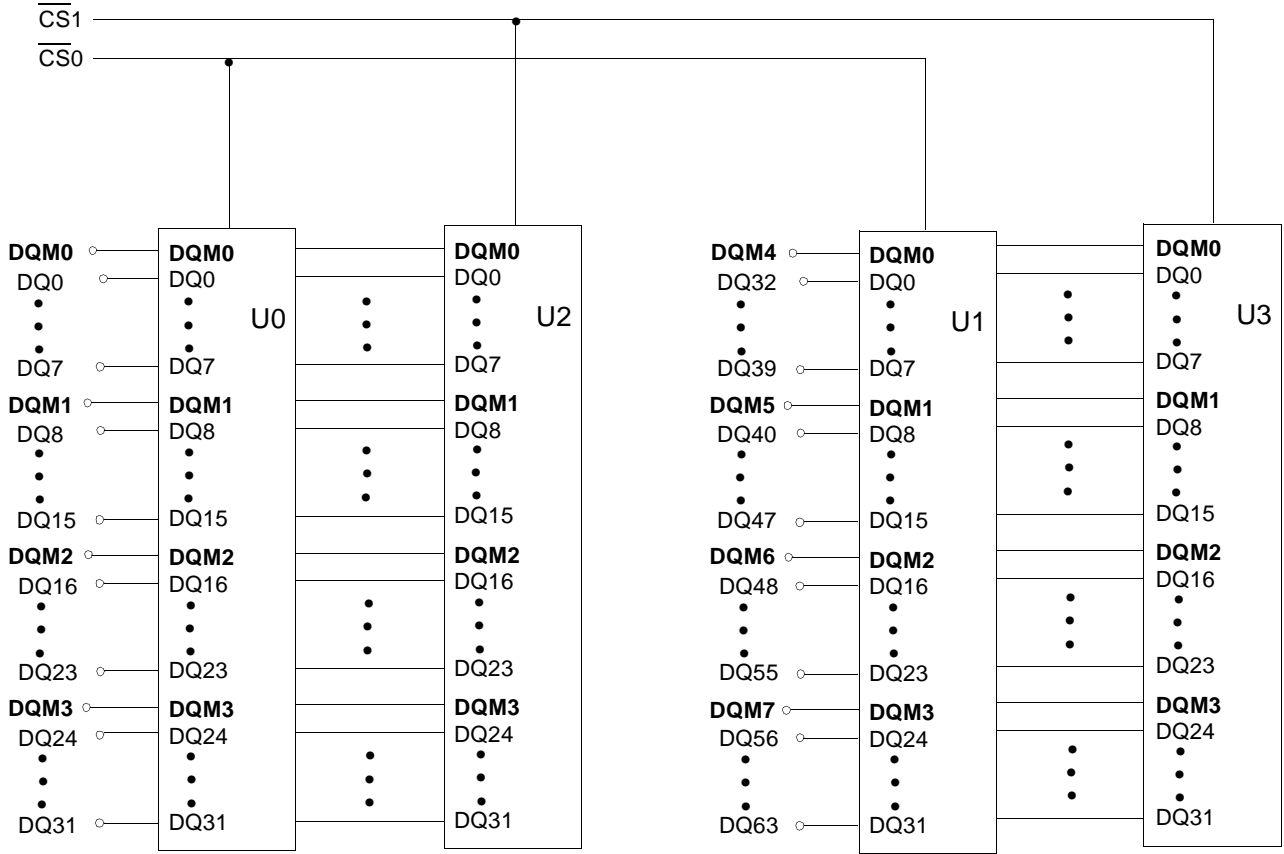 C̅S̅1
C̅S̅0
DQM0 DQM0 DQM0 DQM4 DQM0 DQM0
DQ0 DQ0 DQ0 DQ32 DQ0 DQ0
U0 U2 U1 U3
DQ7 DQ7 DQ7 DQ39 DQ7 DQ7
DQM1 DQM1 DQM1 DQM5 DQM1 DQM1
DQ8 DQ8 DQ8 DQ40 DQ8 DQ8
DQ15 DQ15 DQ15 DQ47 DQ15 DQ15
DQM2 DQM2 DQM2 DQM6 DQM2 DQM2
DQ16 DQ16 DQ16 DQ48 DQ16 DQ16
DQ23 DQ23 DQ23 DQ55 DQ23 DQ23
DQM3 DQM3 DQM3 DQM7 DQM3 DQM3
DQ24 DQ24 DQ24 DQ56 DQ24 DQ24
DQ31 DQ31 DQ31 DQ63 DQ31 DQ31